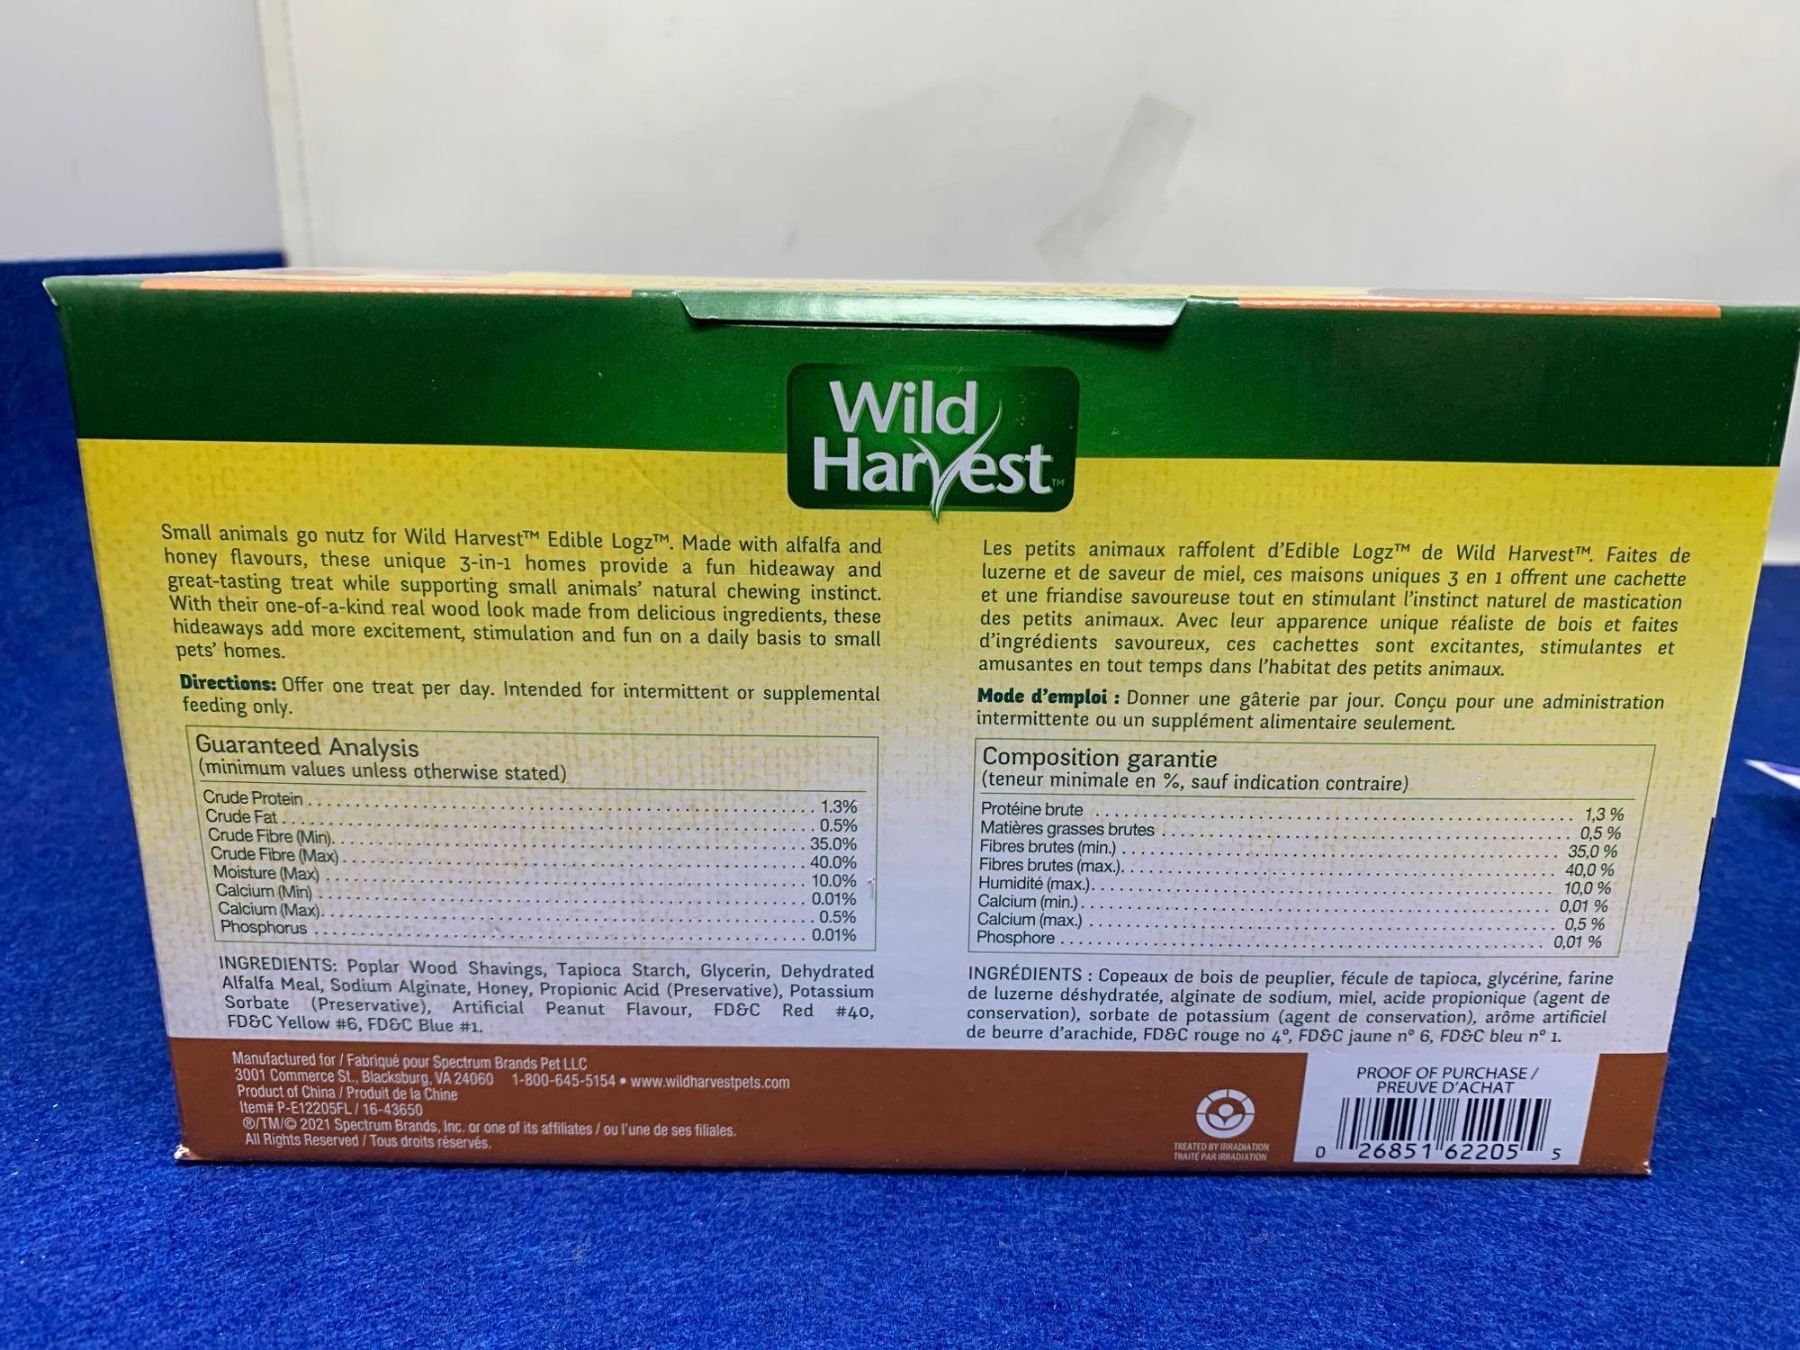 Wild
Harvest™
Small animals go nutz for Wild Harvest™ Edible Logz™. Made with alfalfa and
honey flavours, these unique 3-in-1 homes provide a fun hideaway and
great-tasting treat while supporting small animals' natural chewing instinct.
With their one-of-a-kind real wood look made from delicious ingredients, these
hideaways add more excitement, stimulation and fun on a daily basis to small
pets' homes.
Directions: Offer one treat per day. Intended for intermittent or supplemental
feeding only.
Guaranteed Analysis
(minimum values unless otherwise stated)
Crude Protein . . . . 1.3%
Crude Fat . . . . 0.5%
Crude Fibre (Min). . . . 35.0%
Crude Fibre (Max) . . . . 40.0%
Moisture (Max) . . . . 10.0%
Calcium (Min) . . . . 0.01%
Calcium (Max). . . . 0.5%
Phosphorus . . . . 0.01%
INGREDIENTS: Poplar Wood Shavings, Tapioca Starch, Glycerin, Dehydrated
Alfalfa Meal, Sodium Alginate, Honey, Propionic Acid (Preservative), Potassium
Sorbate (Preservative), Artificial Peanut Flavour, FD&C Red #40,
FD&C Yellow #6, FD&C Blue #1.
Les petits animaux raffolent d'Edible Logz™ de Wild Harvest™. Faites de
luzerne et de saveur de miel, ces maisons uniques 3 en 1 offrent une cachette
et une friandise savoureuse tout en stimulant l'instinct naturel de mastication
des petits animaux. Avec leur apparence unique réaliste de bois et faites
d'ingrédients savoureux, ces cachettes sont excitantes, stimulantes et
amusantes en tout temps dans l'habitat des petits animaux.
Mode d'emploi : Donner une gâterie par jour. Conçu pour une administration
intermittente ou un supplément alimentaire seulement.
Composition garantie
(teneur minimale en %, sauf indication contraire)
Protéine brute . . . . 1,3 %
Matières grasses brutes . . . . 0,5 %
Fibres brutes (min.) . . . . 35,0 %
Fibres brutes (max.). . . . 40,0 %
Humidité (max.). . . . 10,0 %
Calcium (min.). . . . 0,01 %
Calcium (max.) . . . . 0,5 %
Phosphore . . . . 0,01 %
INGRÉDIENTS : Copeaux de bois de peuplier, fécule de tapioca, glycérine, farine
de luzerne déshydratée, alginate de sodium, miel, acide propionique (agent de
conservation), sorbate de potassium (agent de conservation), arôme artificiel
de beurre d'arachide, FD&C rouge no 4°, FD&C jaune n° 6, FD&C bleu n° 1.
Manufactured for / Fabriqué pour Spectrum Brands Pet LLC
3001 Commerce St., Blacksburg, VA 24060 1-800-645-5154 • www.wildharvestpets.com
Product of China / Produit de la Chine
Item# P-E12205FL / 16-43650
®/TM/© 2021 Spectrum Brands, Inc. or one of its affiliates / ou l'une de ses filiales.
All Rights Reserved / Tous droits réservés.
TREATED BY IRRADIATION
TRAITÉ PAR IRRADIATION
PROOF OF PURCHASE /
PREUVE D'ACHAT
0 26851 62205 5